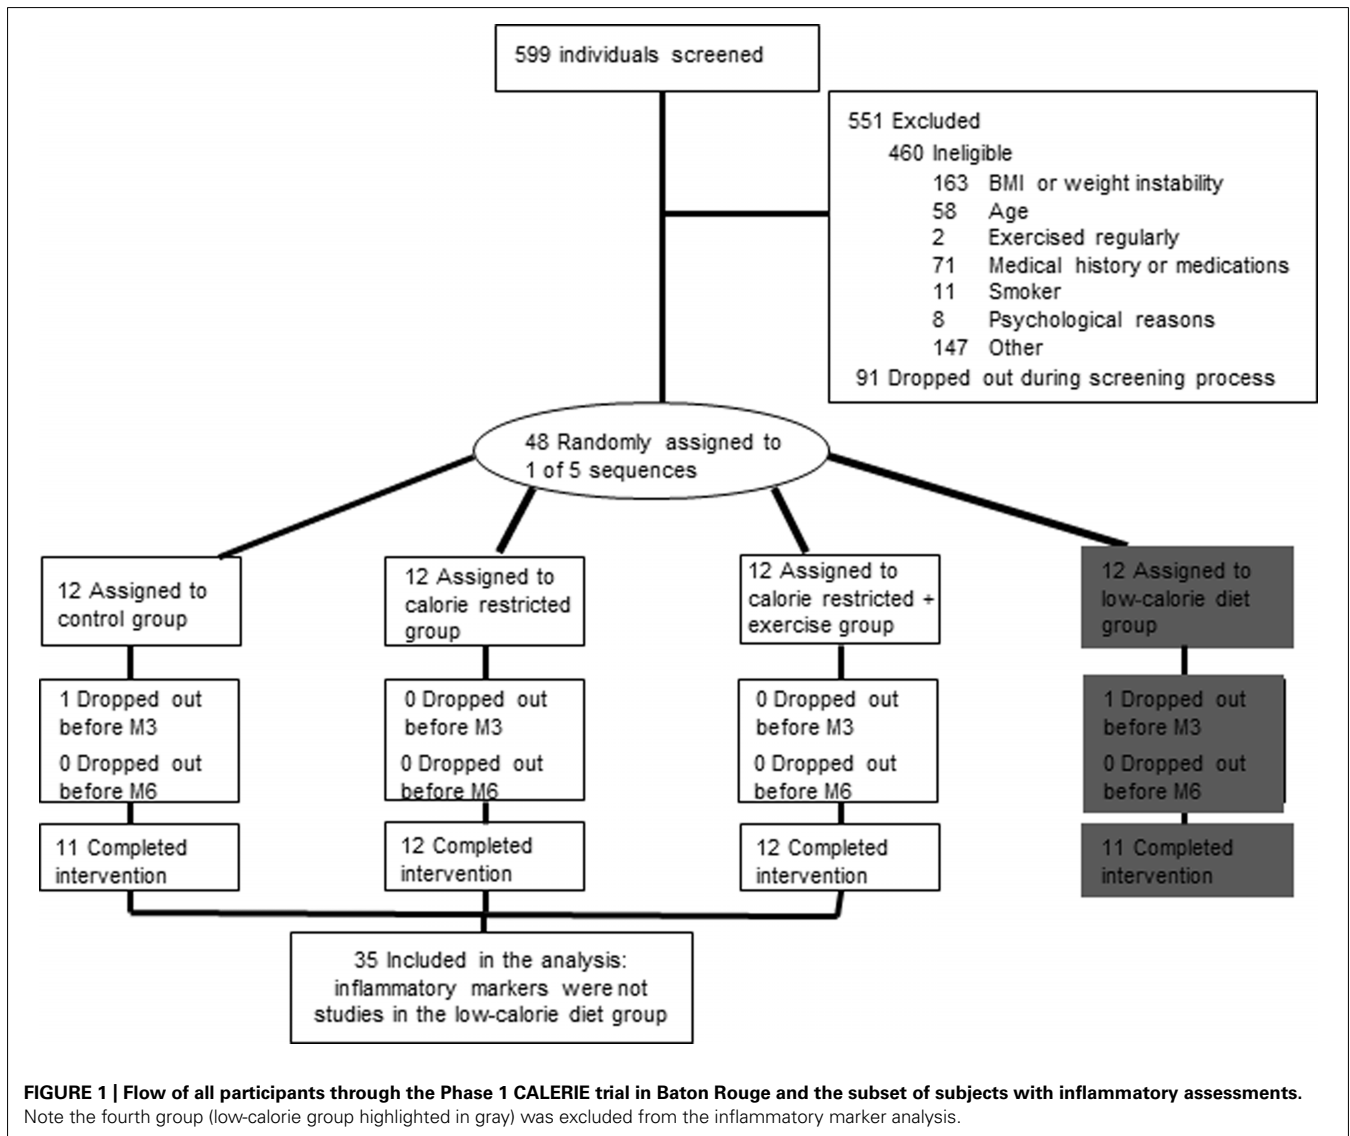 599 individuals screened
551 Excluded
460 Ineligible
163 BMI or weight instability
58 Age
2 Exercised regularly
71 Medical history or medications
11 Smoker
8 Psychological reasons
147 Other
91 Dropped out during screening process
48 Randomly assigned to
1 of 5 sequences
12 Assigned to
control group
12 Assigned to
calorie restricted
group
12 Assigned to
calorie restricted +
exercise group
12 Assigned to
low-calorie diet
group
1 Dropped out
before M3
0 Dropped out
before M6
0 Dropped out
before M3
0 Dropped out
before M6
0 Dropped out
before M3
0 Dropped out
before M6
1 Dropped out
before M3
0 Dropped out
before M6
11 Completed
intervention
12 Completed
intervention
12 Completed
intervention
11 Completed
intervention
35 Included in the analysis:
inflammatory markers were not
studies in the low-calorie diet group
FIGURE 1 | Flow of all participants through the Phase 1 CALERIE trial in Baton Rouge and the subset of subjects with inflammatory assessments.
Note the fourth group (low-calorie group highlighted in gray) was excluded from the inflammatory marker analysis.